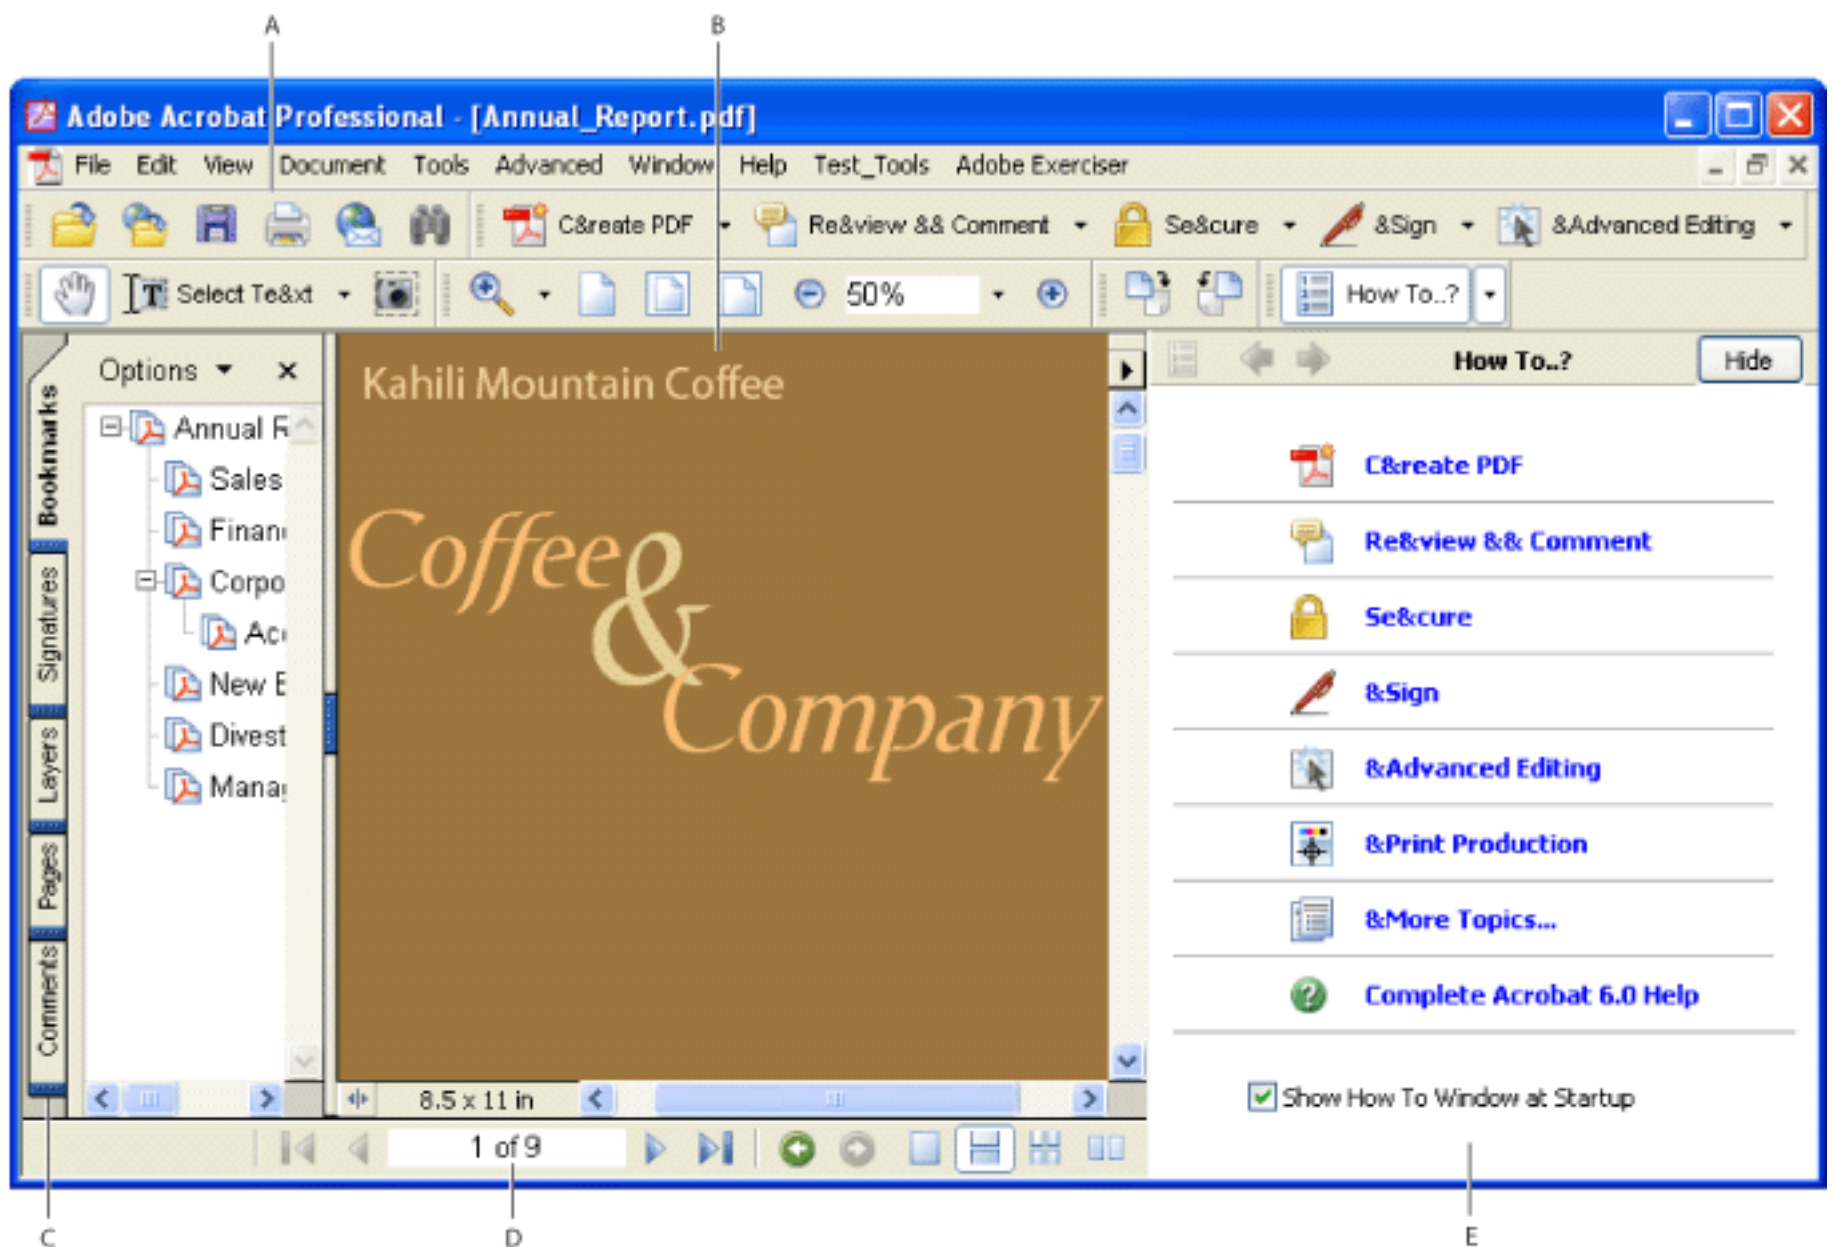 A
B
Adobe Acrobat Professional - [Annual_Report.pdf]
File Edit View Document Tools Advanced Window Help Test_Tools Adobe Exerciser
C&reate PDF Re&view && Comment Se&cure &Sign &Advanced Editing
Select Te&xt 50% How To..?
Bookmarks
Signatures
Layers
Pages
Comments
Options
Annual R
Sales
Finan
Corpo
Acc
New E
Divest
Mana
Kahili Mountain Coffee
Coffee
&
Company
8.5 x 11 in
1 of 9
How To..? Hide
C&reate PDF
Re&view && Comment
Se&cure
&Sign
&Advanced Editing
&Print Production
&More Topics...
Complete Acrobat 6.0 Help
Show How To Window at Startup
C
D
E